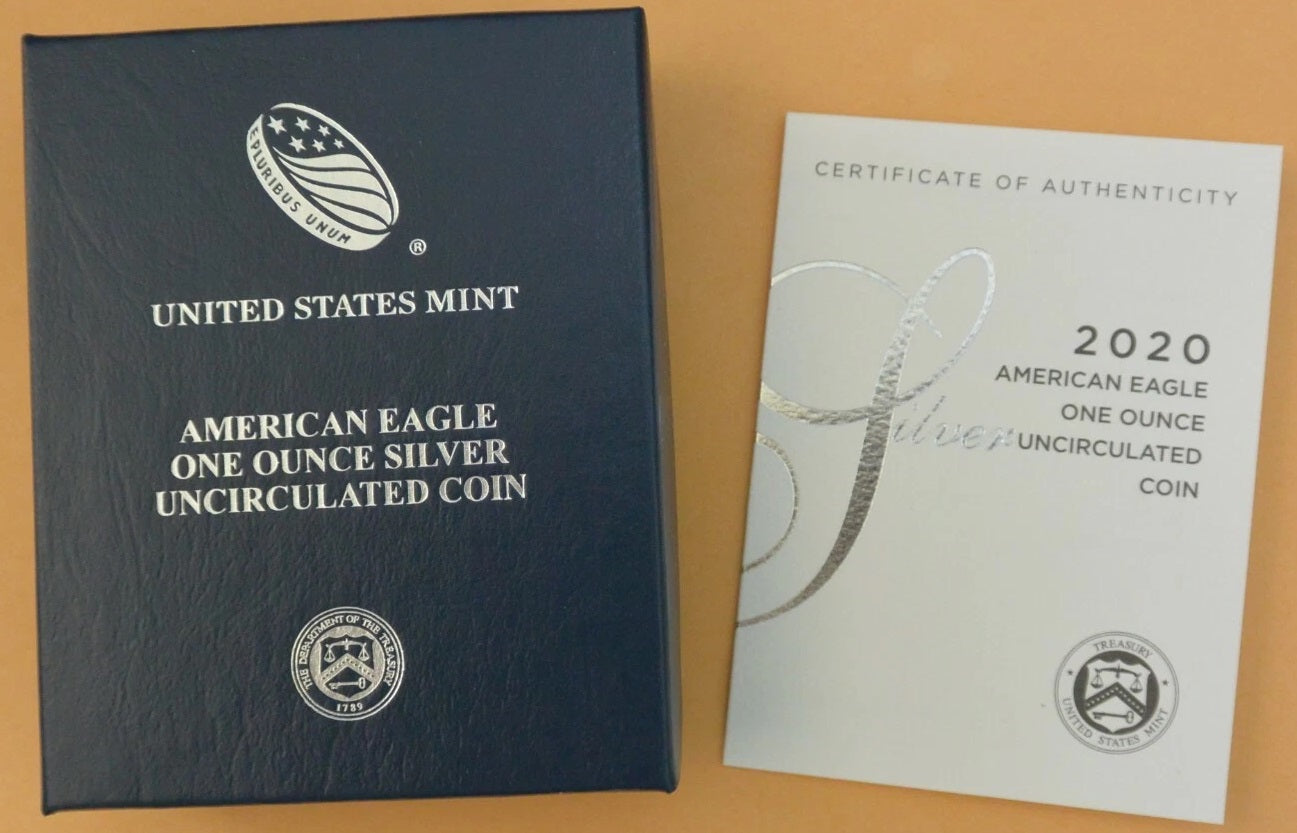 E PLURIBUS UNUM
®
UNITED STATES MINT
AMERICAN EAGLE
ONE OUNCE SILVER
UNCIRCULATED COIN
THE DEPARTMENT OF THE TREASURY
1789
CERTIFICATE OF AUTHENTICITY
Silver
2020
AMERICAN EAGLE
ONE OUNCE
UNCIRCULATED
COIN
TREASURY
UNITED STATES MINT